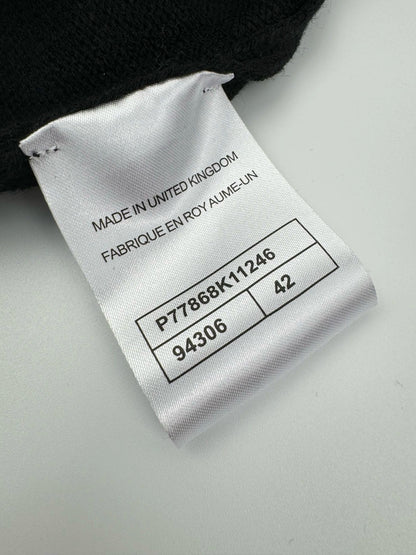 MADE IN UNITED KINGDOM
FABRIQUE EN ROY AUME-UN
P77868K11246
94306 42